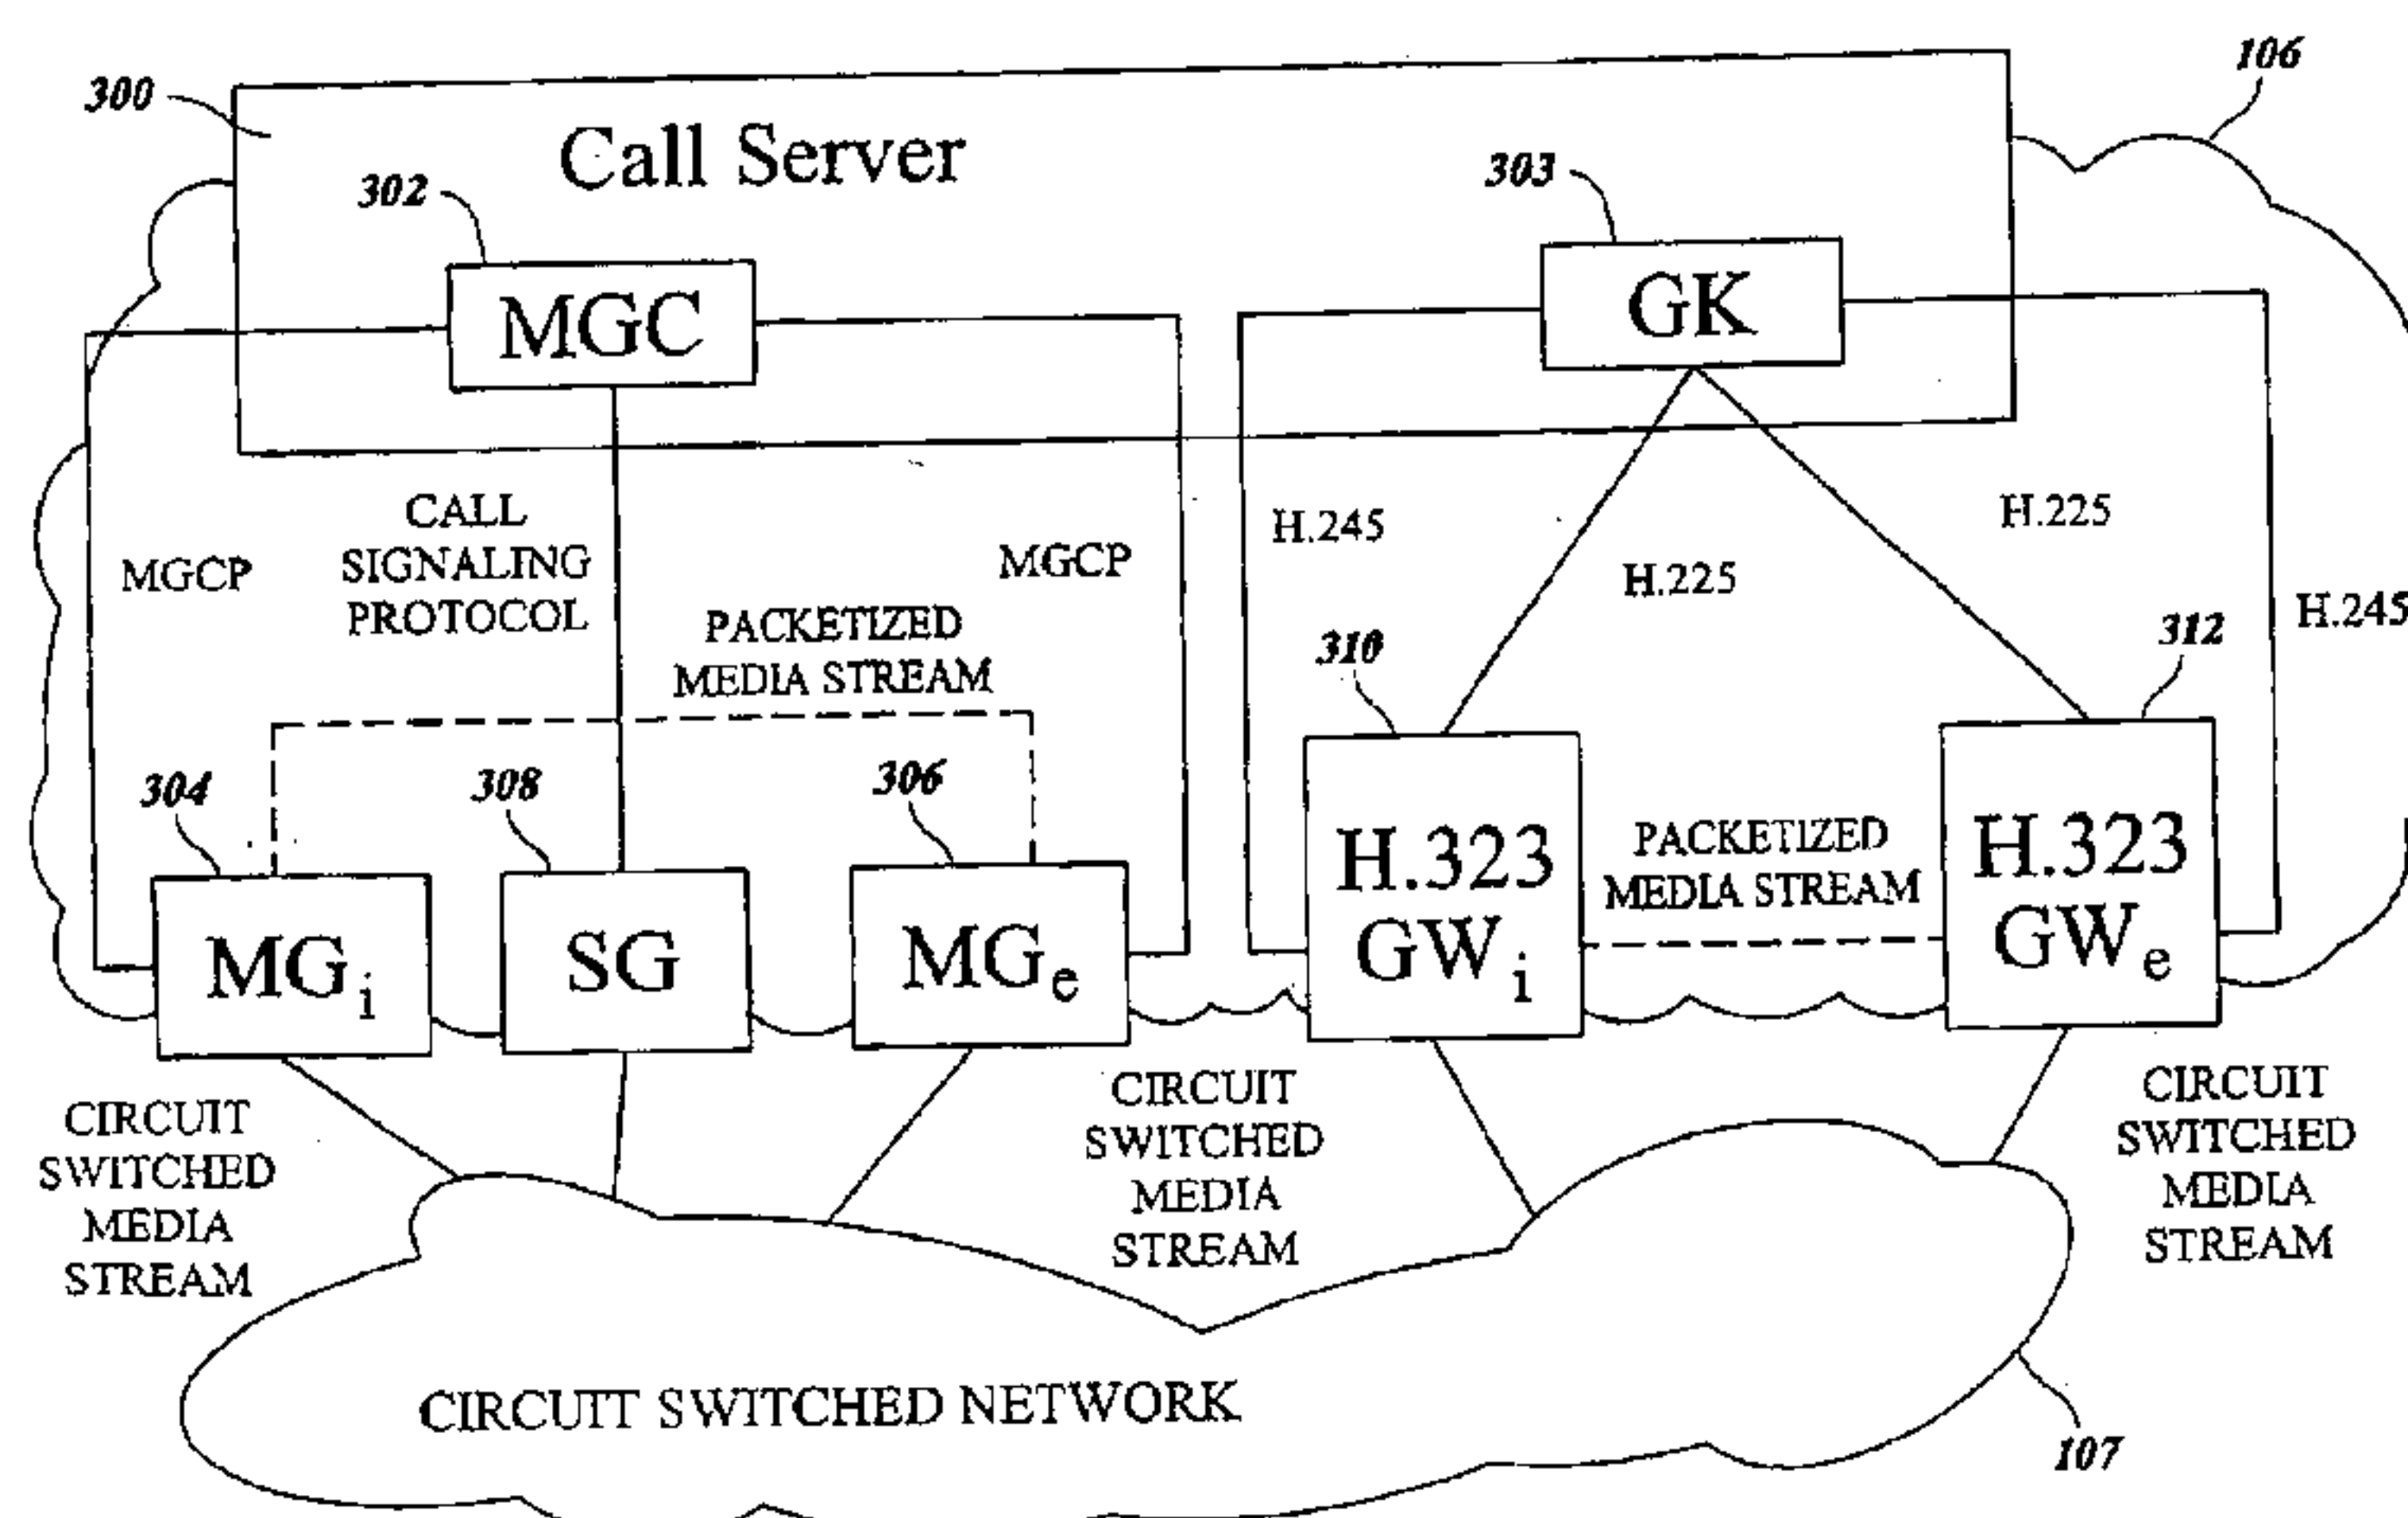 300
106
Call Server
302
303
MGC
GK
MGCP
CALL
SIGNALING
PROTOCOL
MGCP
PACKETIZED
MEDIA STREAM
H.245
H.225
H.225
H.245
304
308
306
310
312
MGi
SG
MGe
H.323
GWi
PACKETIZED
MEDIA STREAM
H.323
GWe
CIRCUIT
SWITCHED
MEDIA
STREAM
CIRCUIT
SWITCHED
MEDIA
STREAM
CIRCUIT
SWITCHED
MEDIA
STREAM
CIRCUIT SWITCHED NETWORK
107